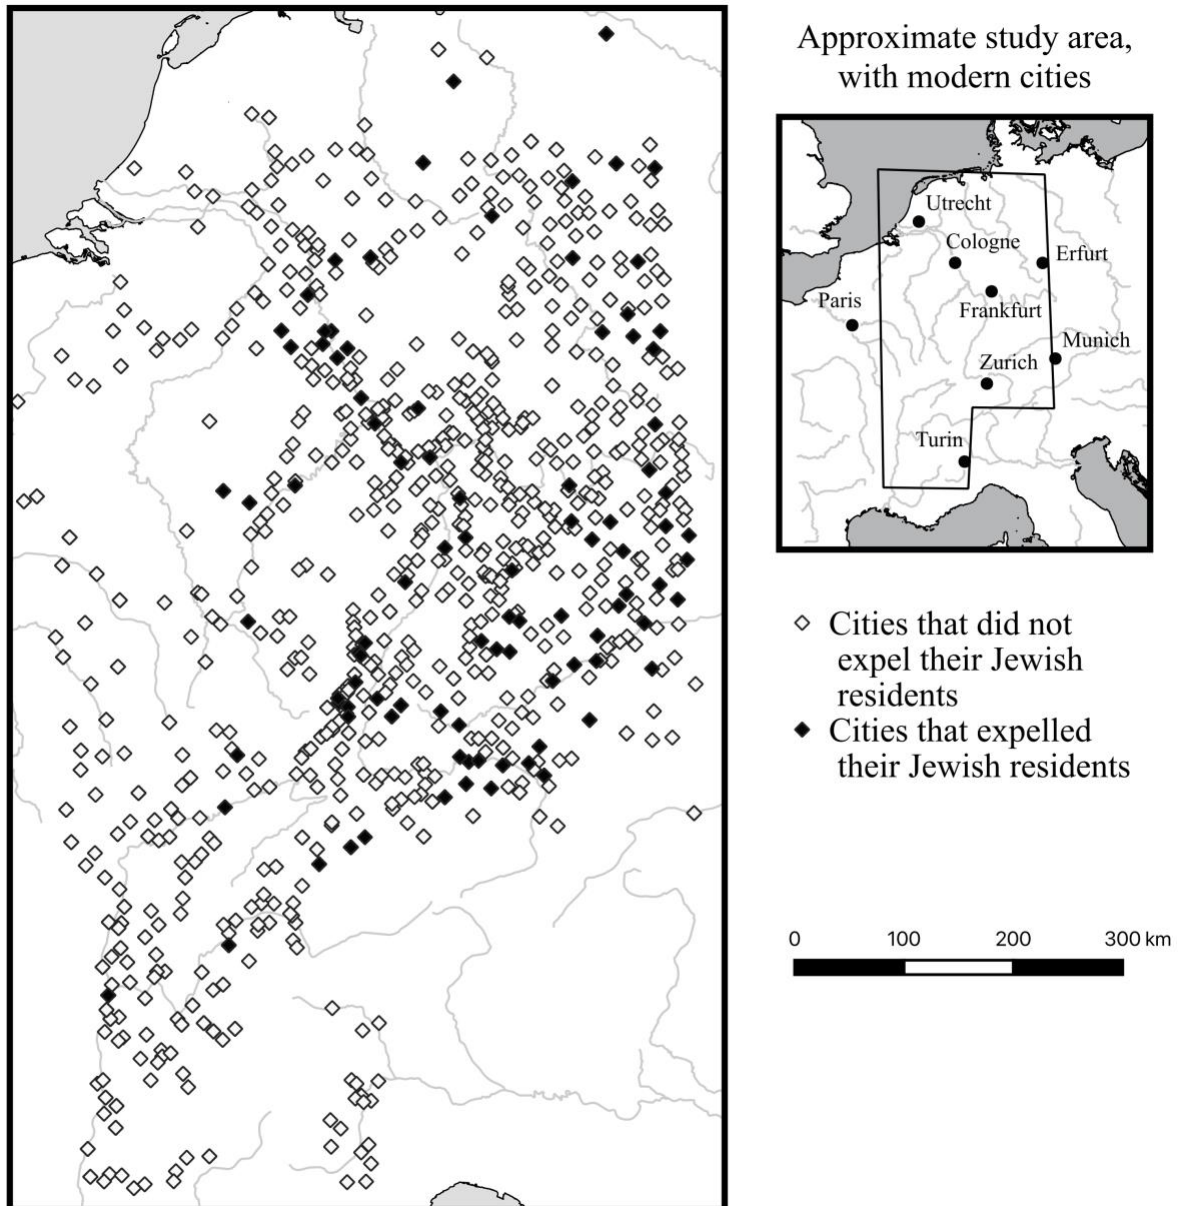 Approximate study area,
with modern cities
Utrecht
Cologne
Erfurt
Paris
Frankfurt
Munich
Zurich
Turin
Cities that did not
expel their Jewish
residents
Cities that expelled
their Jewish residents
0 100 200 300 km